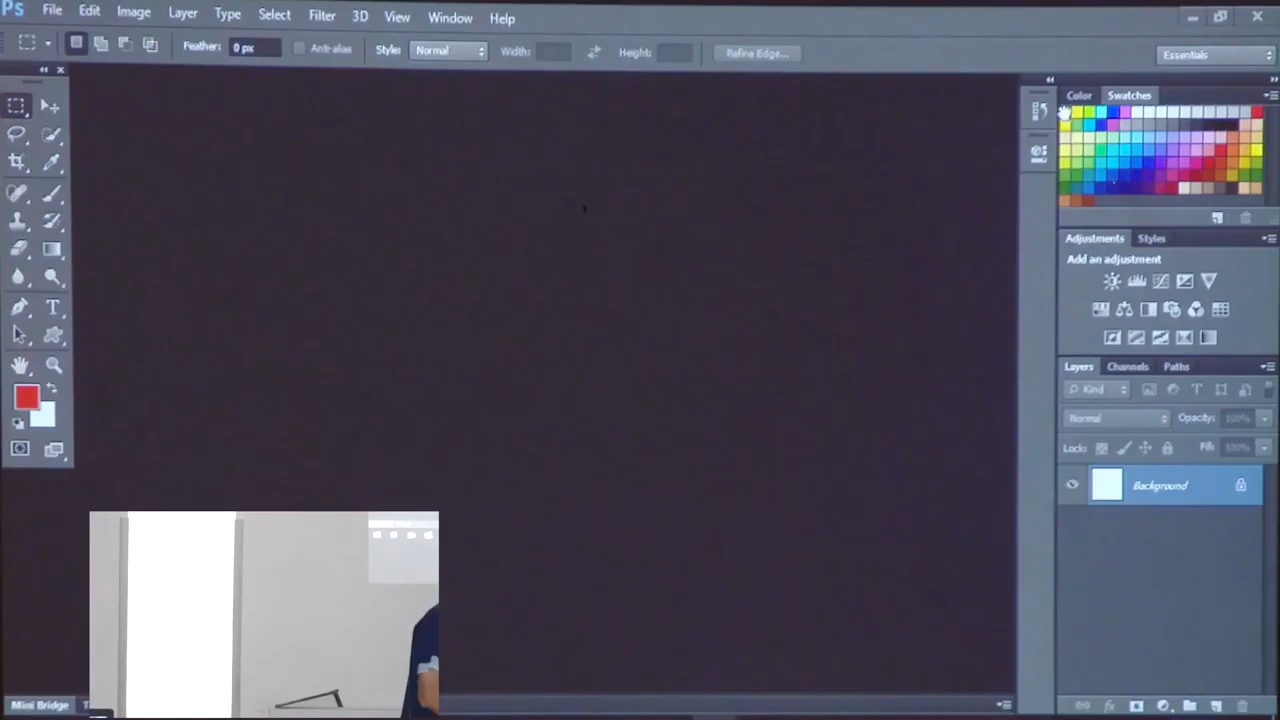 Ps File Edit Image Layer Type Select Filter 3D View Window Help
Feather: 0 px Anti-alias Style: Normal Width: Height: Refine Edge... Essentials
Color Swatches
Adjustments Styles
Add an adjustment
Layers Channels Paths
Kind
Normal Opacity: 100%
Lock: Fill: 100%
Background
Mini Bridge